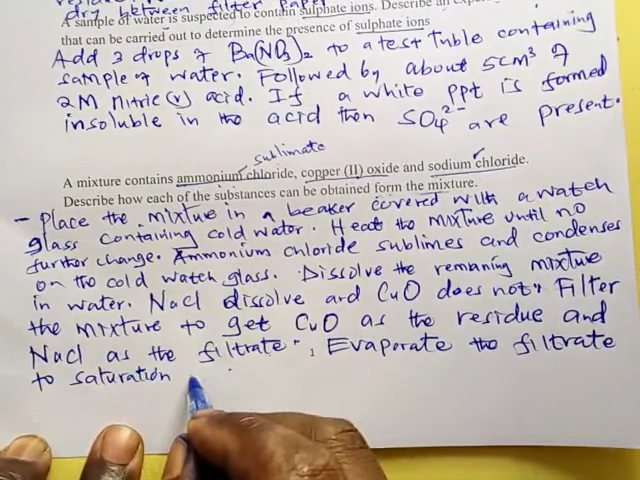 dry between filter paper
A sample of water is suspected to contain sulphate ions. Describe an
that can be carried out to determine the presence of sulphate ions
Add 3 drops of Ba(NO3)2 to a test tuble containing
sample of water. Followed by about 5cm³ of
2M nitric(v) acid. If a white ppt is formed
insoluble in the acid then SO4²⁻ are present.
sublimate
A mixture contains ammonium chloride, copper (II) oxide and sodium chloride.
Describe how each of the substances can be obtained form the mixture.
- Place the mixture in a beaker covered with a watch
glass containing cold water. Heat the mixture until no
further change. Ammonium chloride sublimes and condenses
on the cold watch glass. Dissolve the remaning mixture
in water. Nacl dissolve and CuO does not. Filter
the mixture to get CuO as the residue and
Nacl as the filtrate. Evaporate the filtrate
to saturation